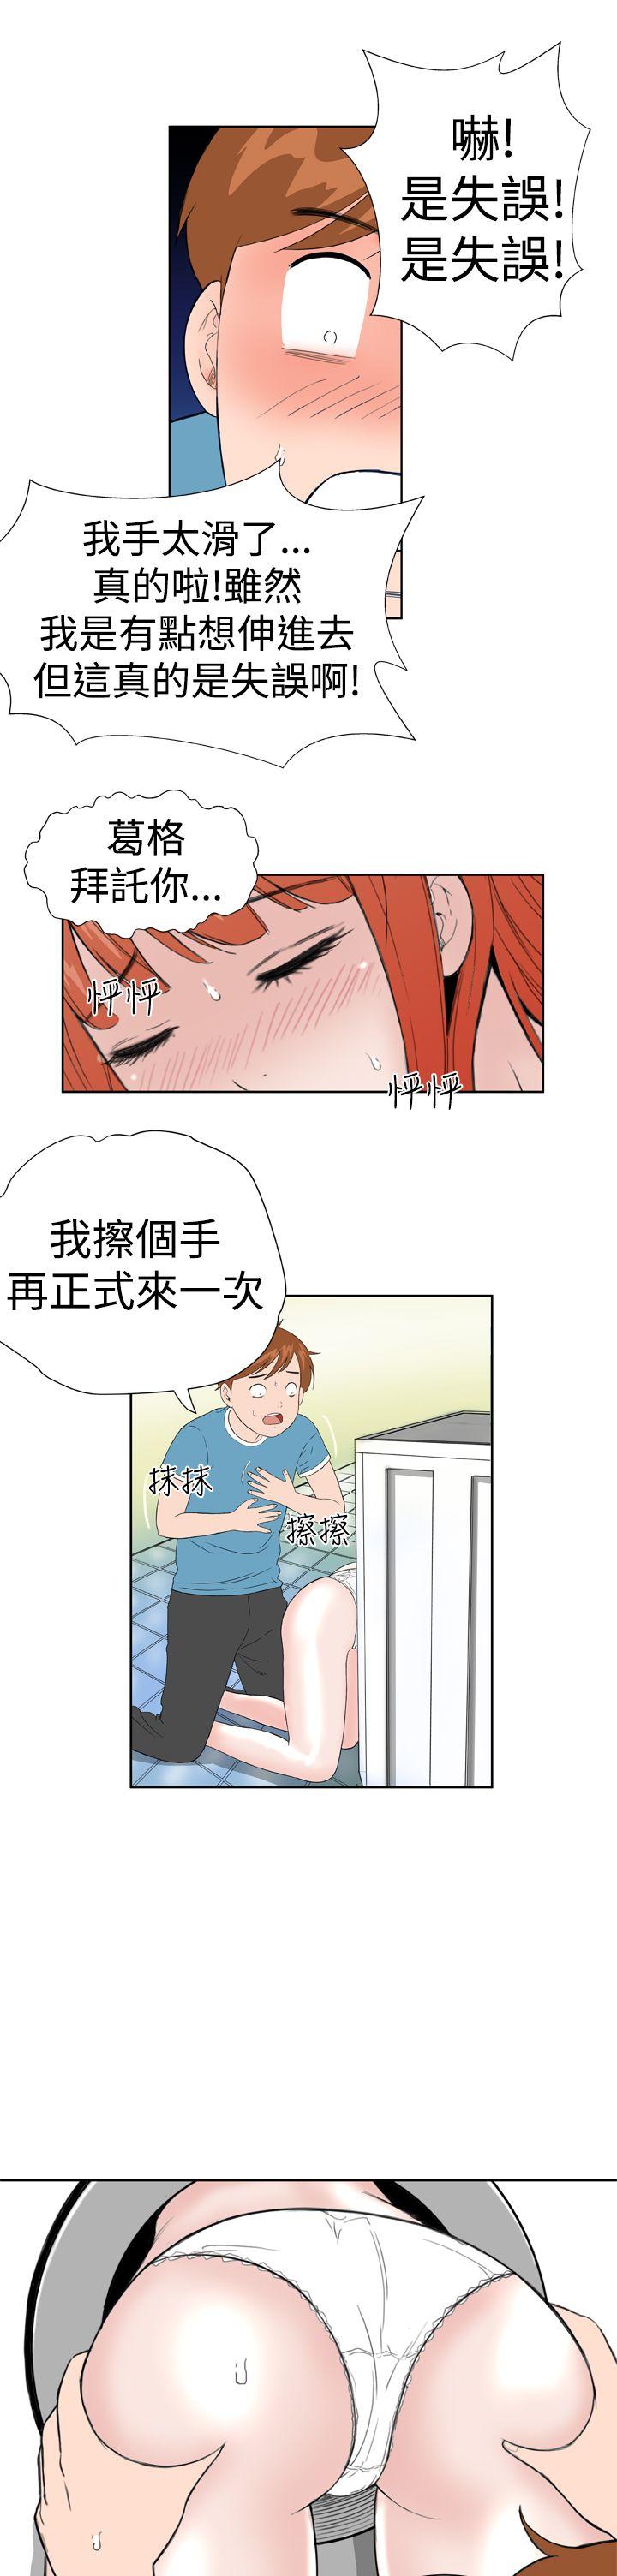 嚇!
是失誤!
是失誤!
我手太滑了...
真的啦!雖然
我是有點想伸進去
但這真的是失誤啊!
葛格
拜託你...
怦怦
怦怦
我擦個手
再正式來一次
抹抹
擦擦